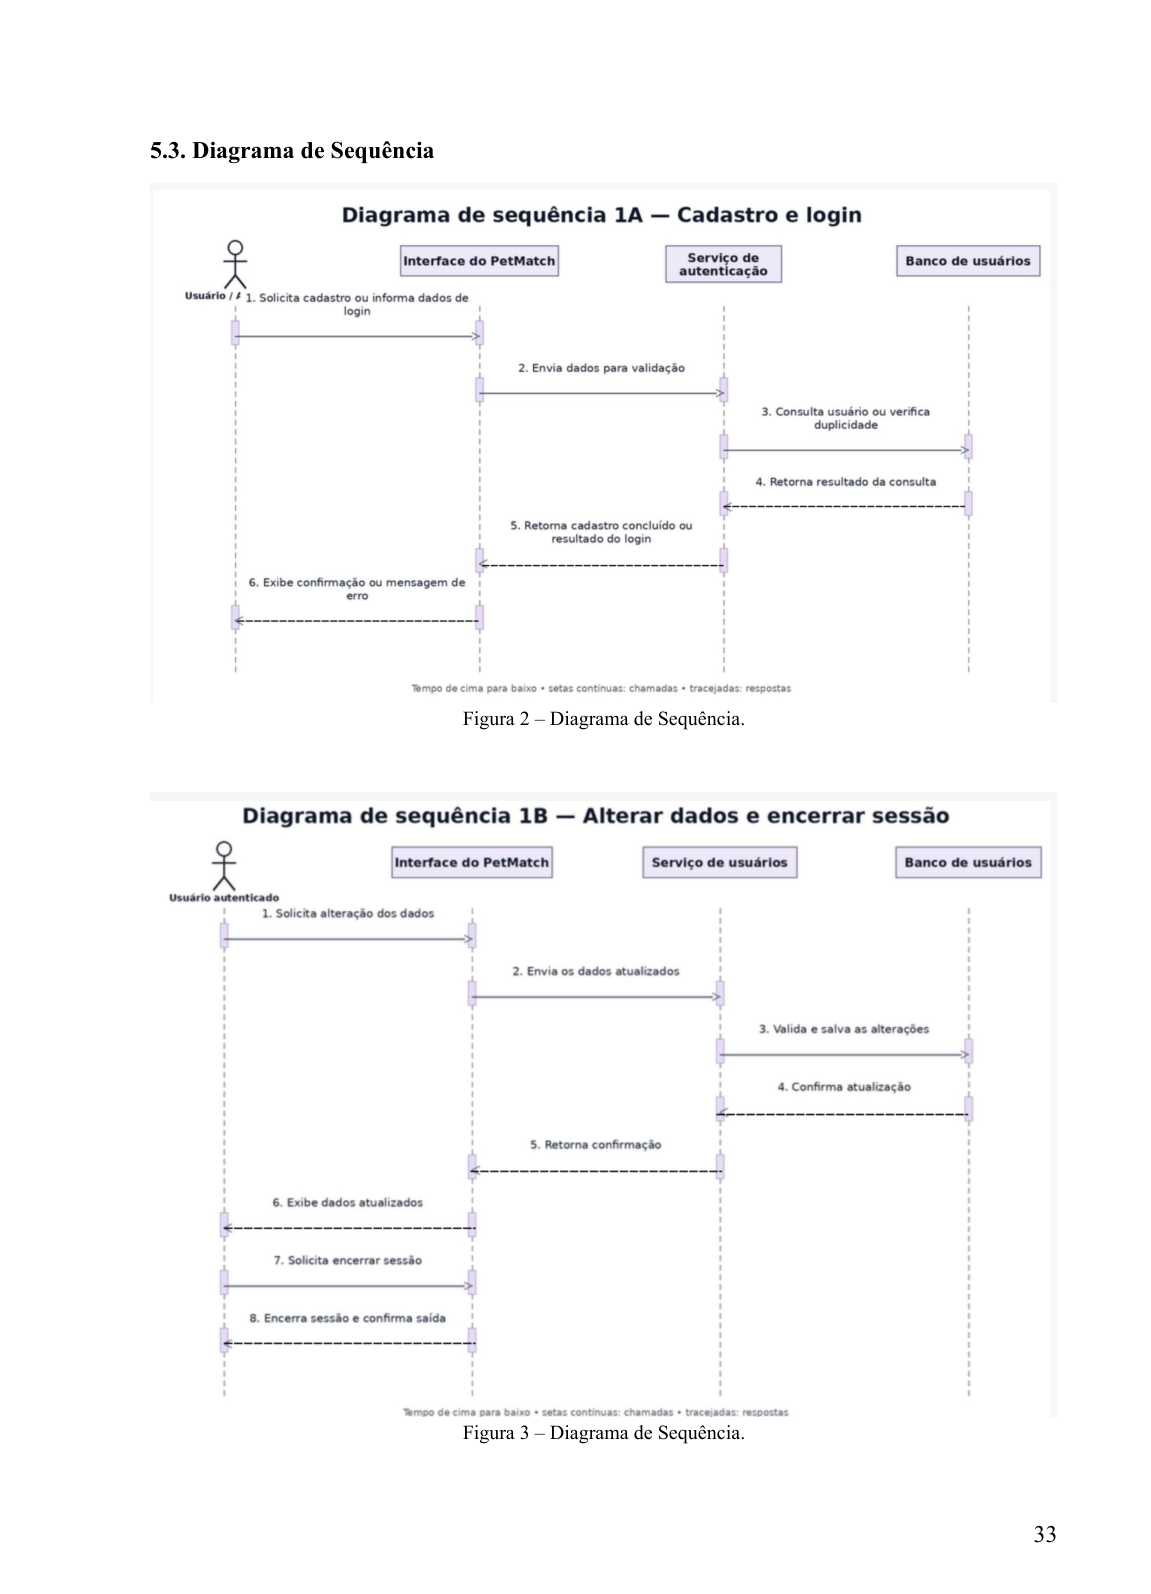 5.3. Diagrama de Sequência
Diagrama de sequência 1A — Cadastro e login
Interface do PetMatch
Serviço de
autenticação
Banco de usuários
Usuário /
1. Solicita cadastro ou informa dados de
login
2. Envia dados para validação
3. Consulta usuário ou verifica
duplicidade
4. Retorna resultado da consulta
5. Retorna cadastro concluído ou
resultado do login
6. Exibe confirmação ou mensagem de
erro
Tempo de cima para baixo • setas contínuas: chamadas • tracejadas: respostas
Figura 2 – Diagrama de Sequência.
Diagrama de sequência 1B — Alterar dados e encerrar sessão
Interface do PetMatch
Serviço de usuários
Banco de usuários
Usuário autenticado
1. Solicita alteração dos dados
2. Envia os dados atualizados
3. Valida e salva as alterações
4. Confirma atualização
5. Retorna confirmação
6. Exibe dados atualizados
7. Solicita encerrar sessão
8. Encerra sessão e confirma saída
Tempo de cima para baixo • setas contínuas: chamadas • tracejadas: respostas
Figura 3 – Diagrama de Sequência.
33